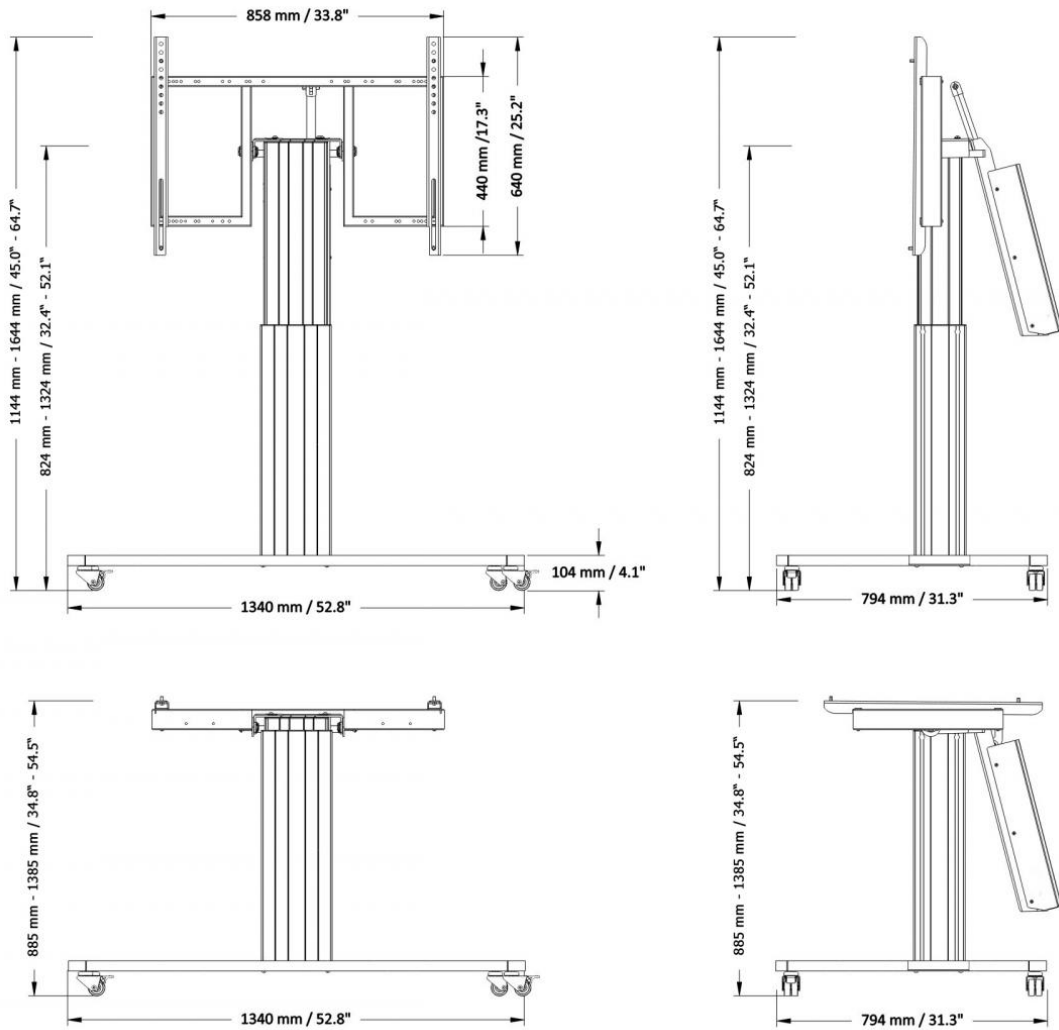 858 mm / 33.8"
1144 mm - 1644 mm / 45.0“ - 64.7“
824 mm - 1324 mm / 32.4“ - 52.1“
440 mm /17.3"
640 mm / 25.2"
104 mm / 4.1"
1340 mm / 52.8"
1144 mm - 1644 mm / 45.0“ - 64.7“
824 mm - 1324 mm / 32.4“ - 52.1“
794 mm / 31.3"
885 mm - 1385 mm / 34.8“ - 54.5“
1340 mm / 52.8"
885 mm - 1385 mm / 34.8“ - 54.5“
794 mm / 31.3"